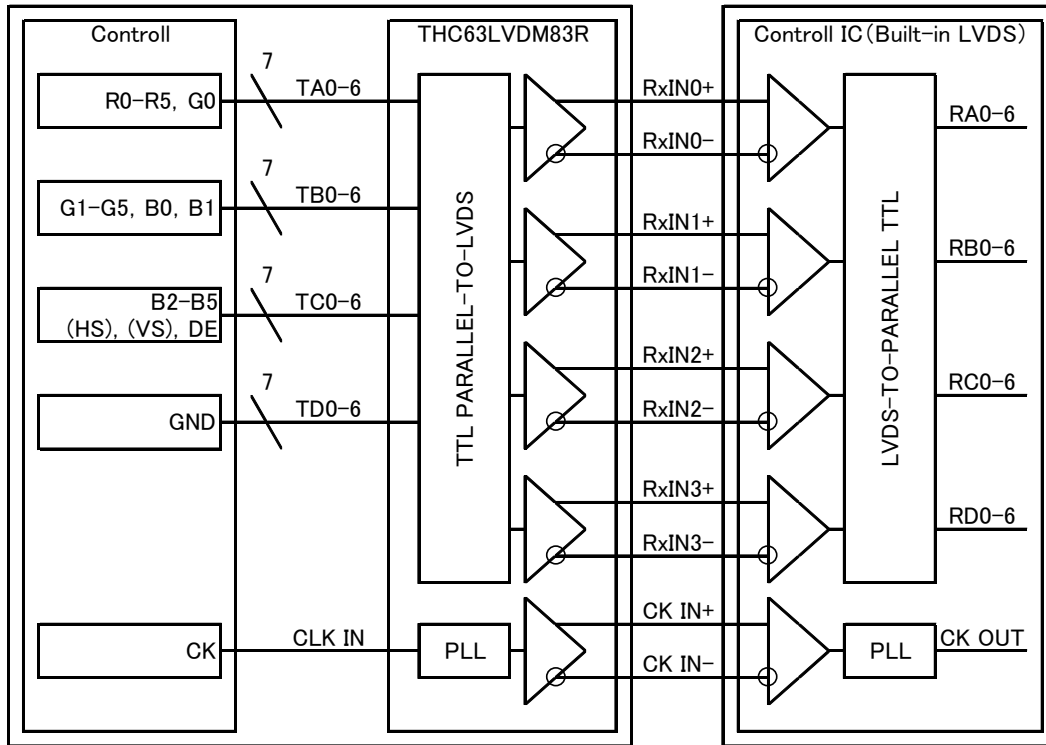 Controll
THC63LVDM83R
Controll IC(Built-in LVDS)
R0-R5, G0
7
TA0-6
RxIN0+
RxIN0-
RA0-6
G1-G5, B0, B1
7
TB0-6
RxIN1+
RxIN1-
RB0-6
B2-B5
(HS), (VS), DE
7
TC0-6
RxIN2+
RxIN2-
RC0-6
GND
7
TD0-6
RxIN3+
RxIN3-
RD0-6
TTL PARALLEL-TO-LVDS
LVDS-TO-PARALLEL TTL
CK
CLK IN
PLL
CK IN+
CK IN-
PLL
CK OUT